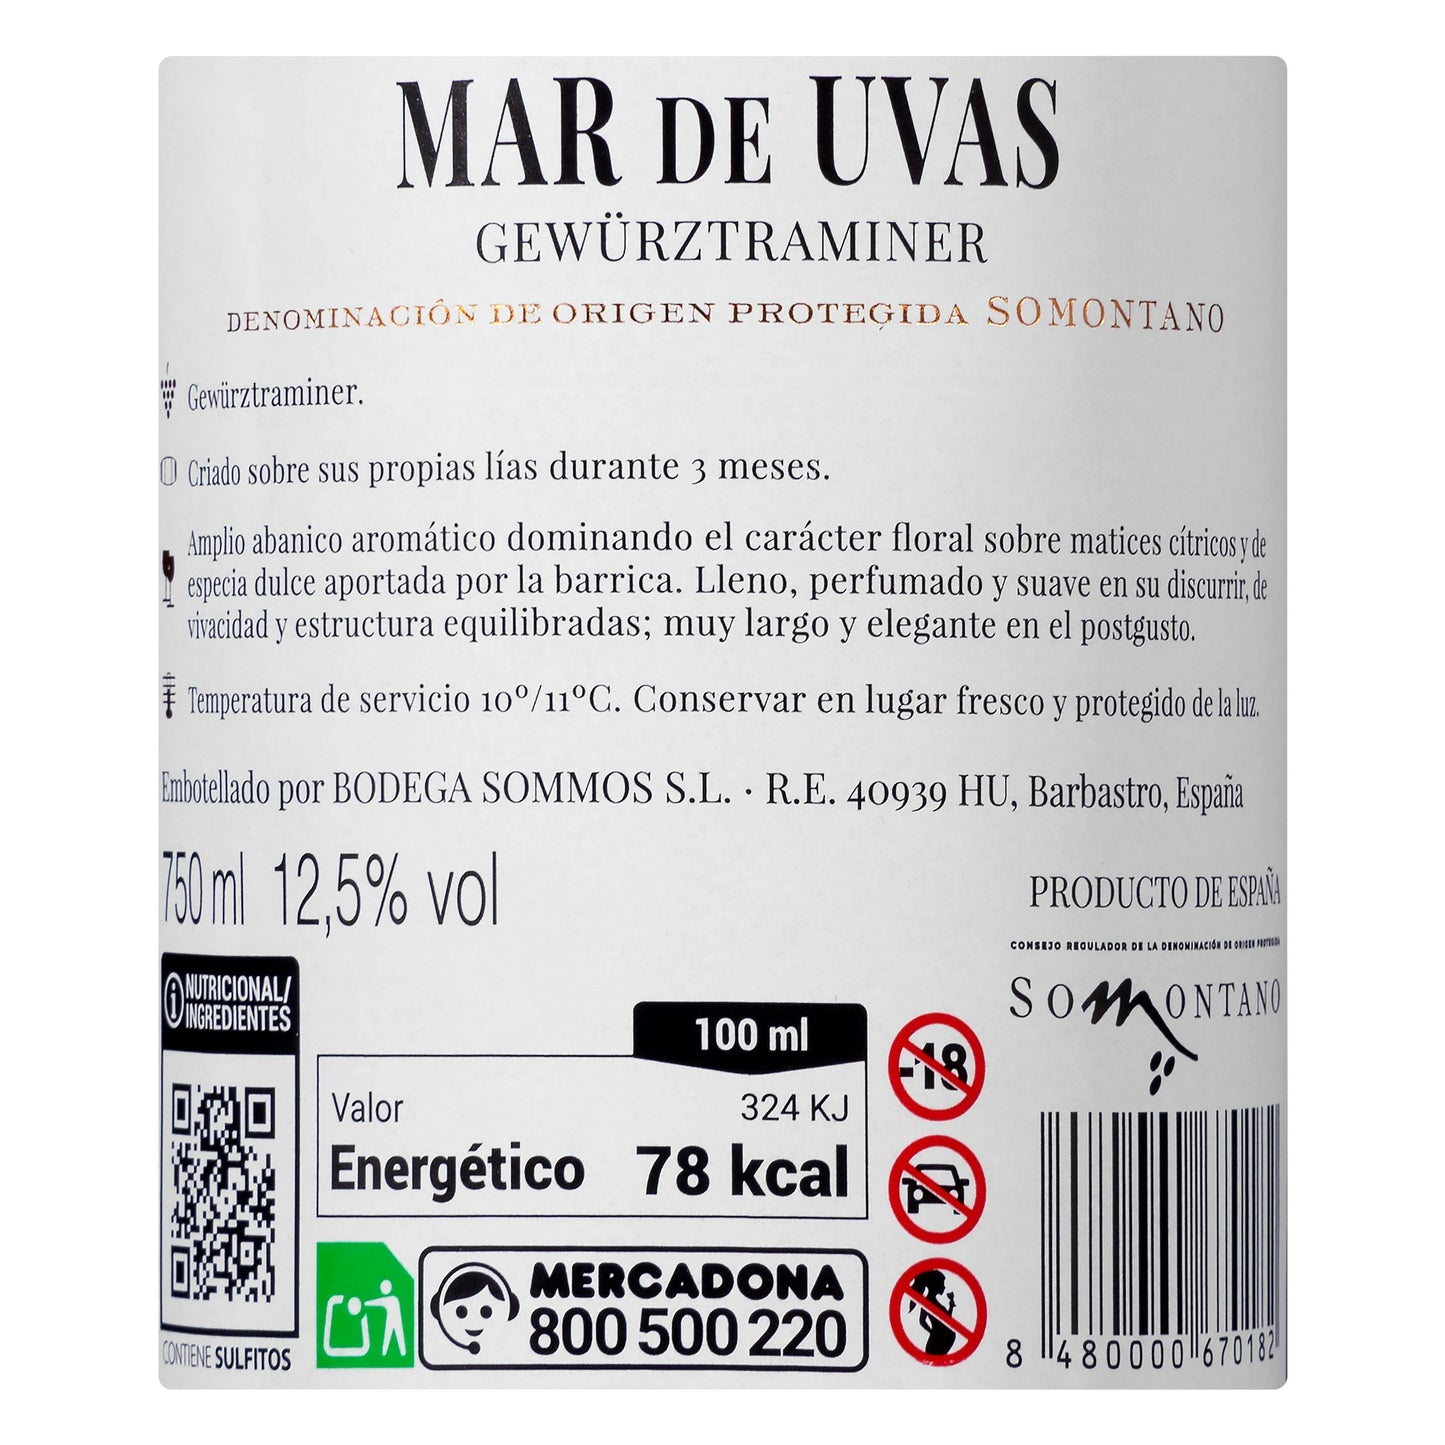 MAR DE UVAS
GEWÜRZTRAMINER
DENOMINACIÓN DE ORIGEN PROTEGIDA SOMONTANO
Gewürztraminer.
Criado sobre sus propias lías durante 3 meses.
Amplio abanico aromático dominando el carácter floral sobre matices cítricos y de
especia dulce aportada por la barrica. Lleno, perfumado y suave en su discurrir, de
vivacidad y estructura equilibradas; muy largo y elegante en el postgusto.
Temperatura de servicio 10º/11ºC. Conservar en lugar fresco y protegido de la luz.
Embotellado por BODEGA SOMMOS S.L. · R.E. 40939 HU, Barbastro, España
750 ml 12,5% vol
PRODUCTO DE ESPAÑA
CONSEJO REGULADOR DE LA DENOMINACIÓN DE ORIGEN PROTEGIDA
SOMONTANO
i NUTRICIONAL/
INGREDIENTES
100 ml
Valor 324 KJ
Energético 78 kcal
-18
MERCADONA
800 500 220
CONTIENE SULFITOS
8 480000 670182